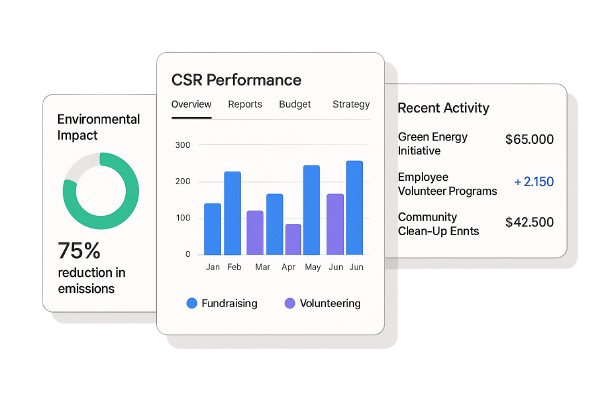 Environmental
Impact
75%
reduction in
emissions
CSR Performance
Overview Reports Budget Strategy
300
200
100
0
Jan Feb Mar Apr May Jun Jun
Fundraising Volunteering
Recent Activity
Green Energy
Initiative
$65.000
Employee
Volunteer Programs
+ 2.150
Community
Clean-Up Ennts
$42.500